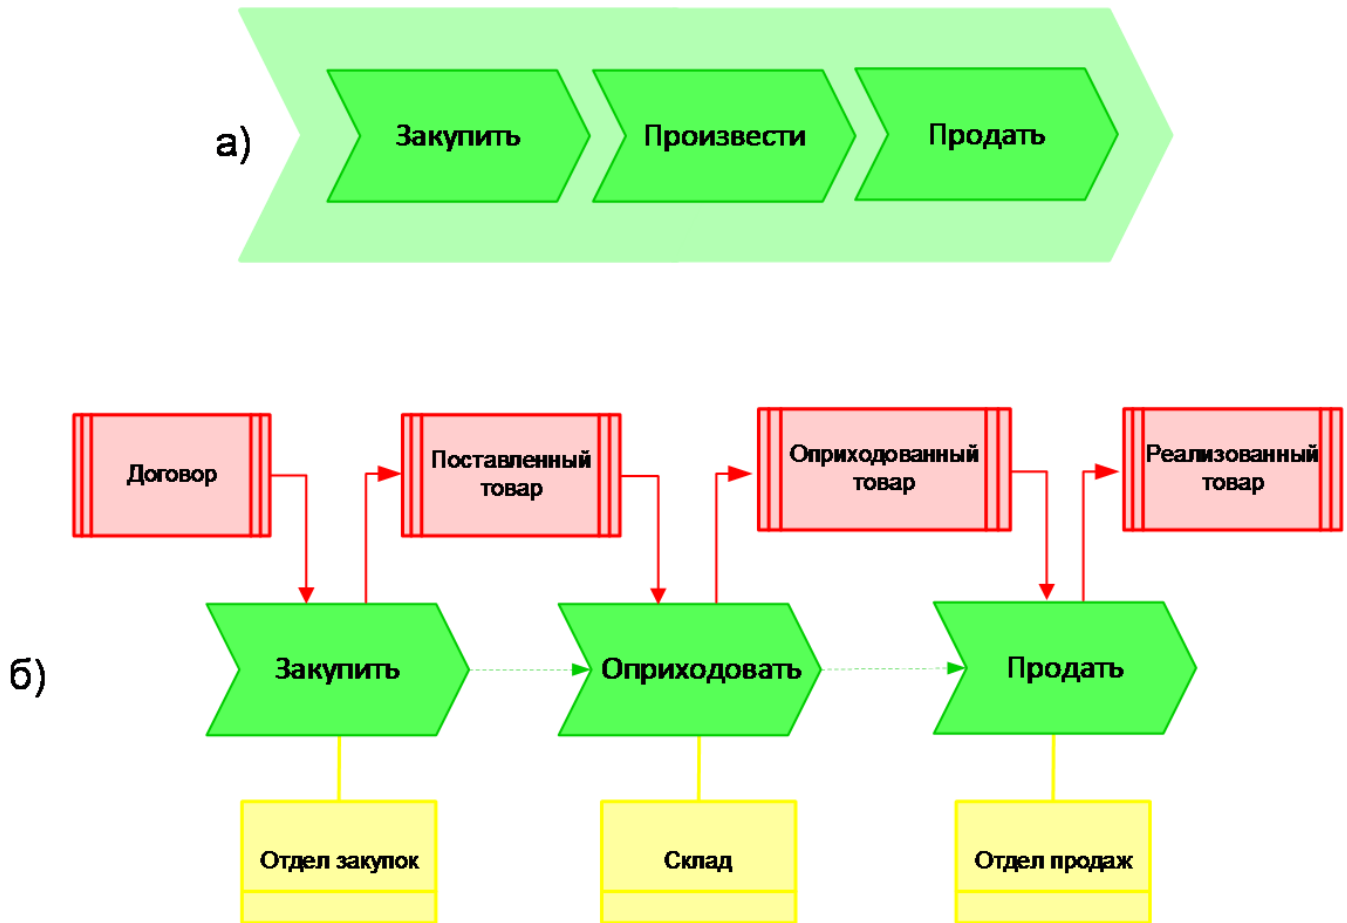 а)
Закупить
Произвести
Продать
Договор
Поставленный
товар
Оприходованный
товар
Реализованный
товар
б)
Закупить
Оприходовать
Продать
Отдел закупок
Склад
Отдел продаж